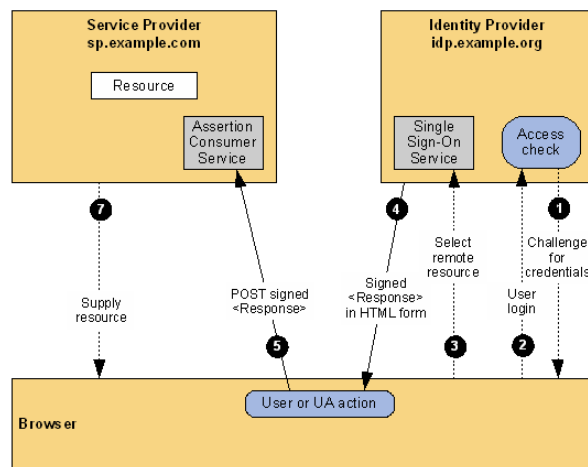 Service Provider
sp.example.com
Resource
Assertion
Consumer
Service
Identity Provider
idp.example.org
Single
Sign-On
Service
Access
check
7
4
3
1
Supply
resource
POST signed
<Response>
Signed
<Response>
in HTML form
Select
remote
resource
Challenge
for
credentials
User
login
5
3
2
User or UA action
Browser